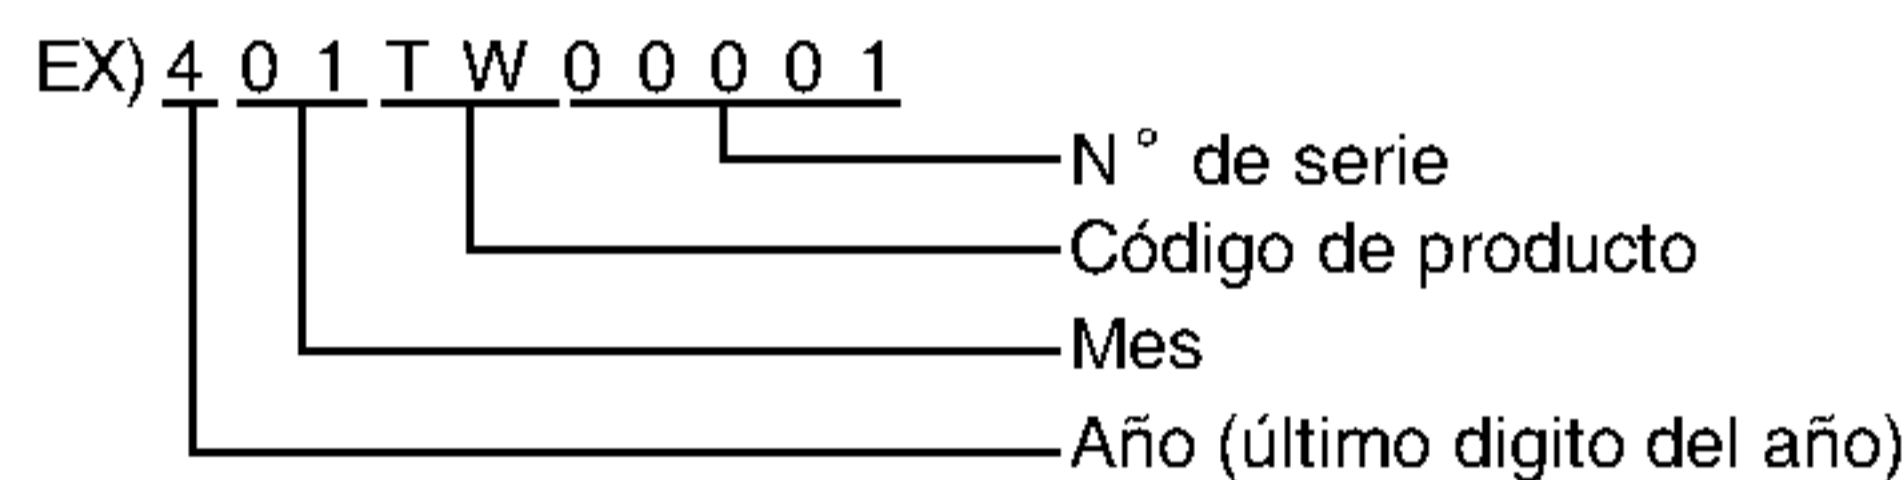 EX) 4 0 1 T W 0 0 0 0 1
N° de serie
Código de producto
Mes
Año (último digito del año)